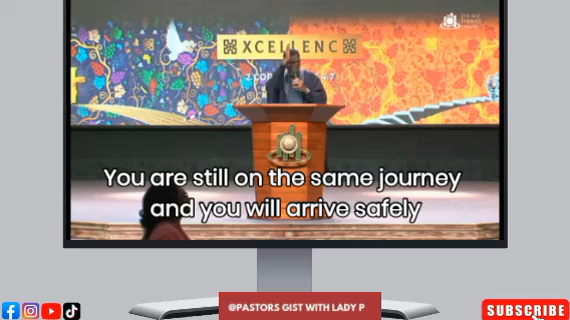 XCELLENC
You are still on the same journey
and you will arrive safely
@PASTORS GIST WITH LADY P
SUBSCRIBE